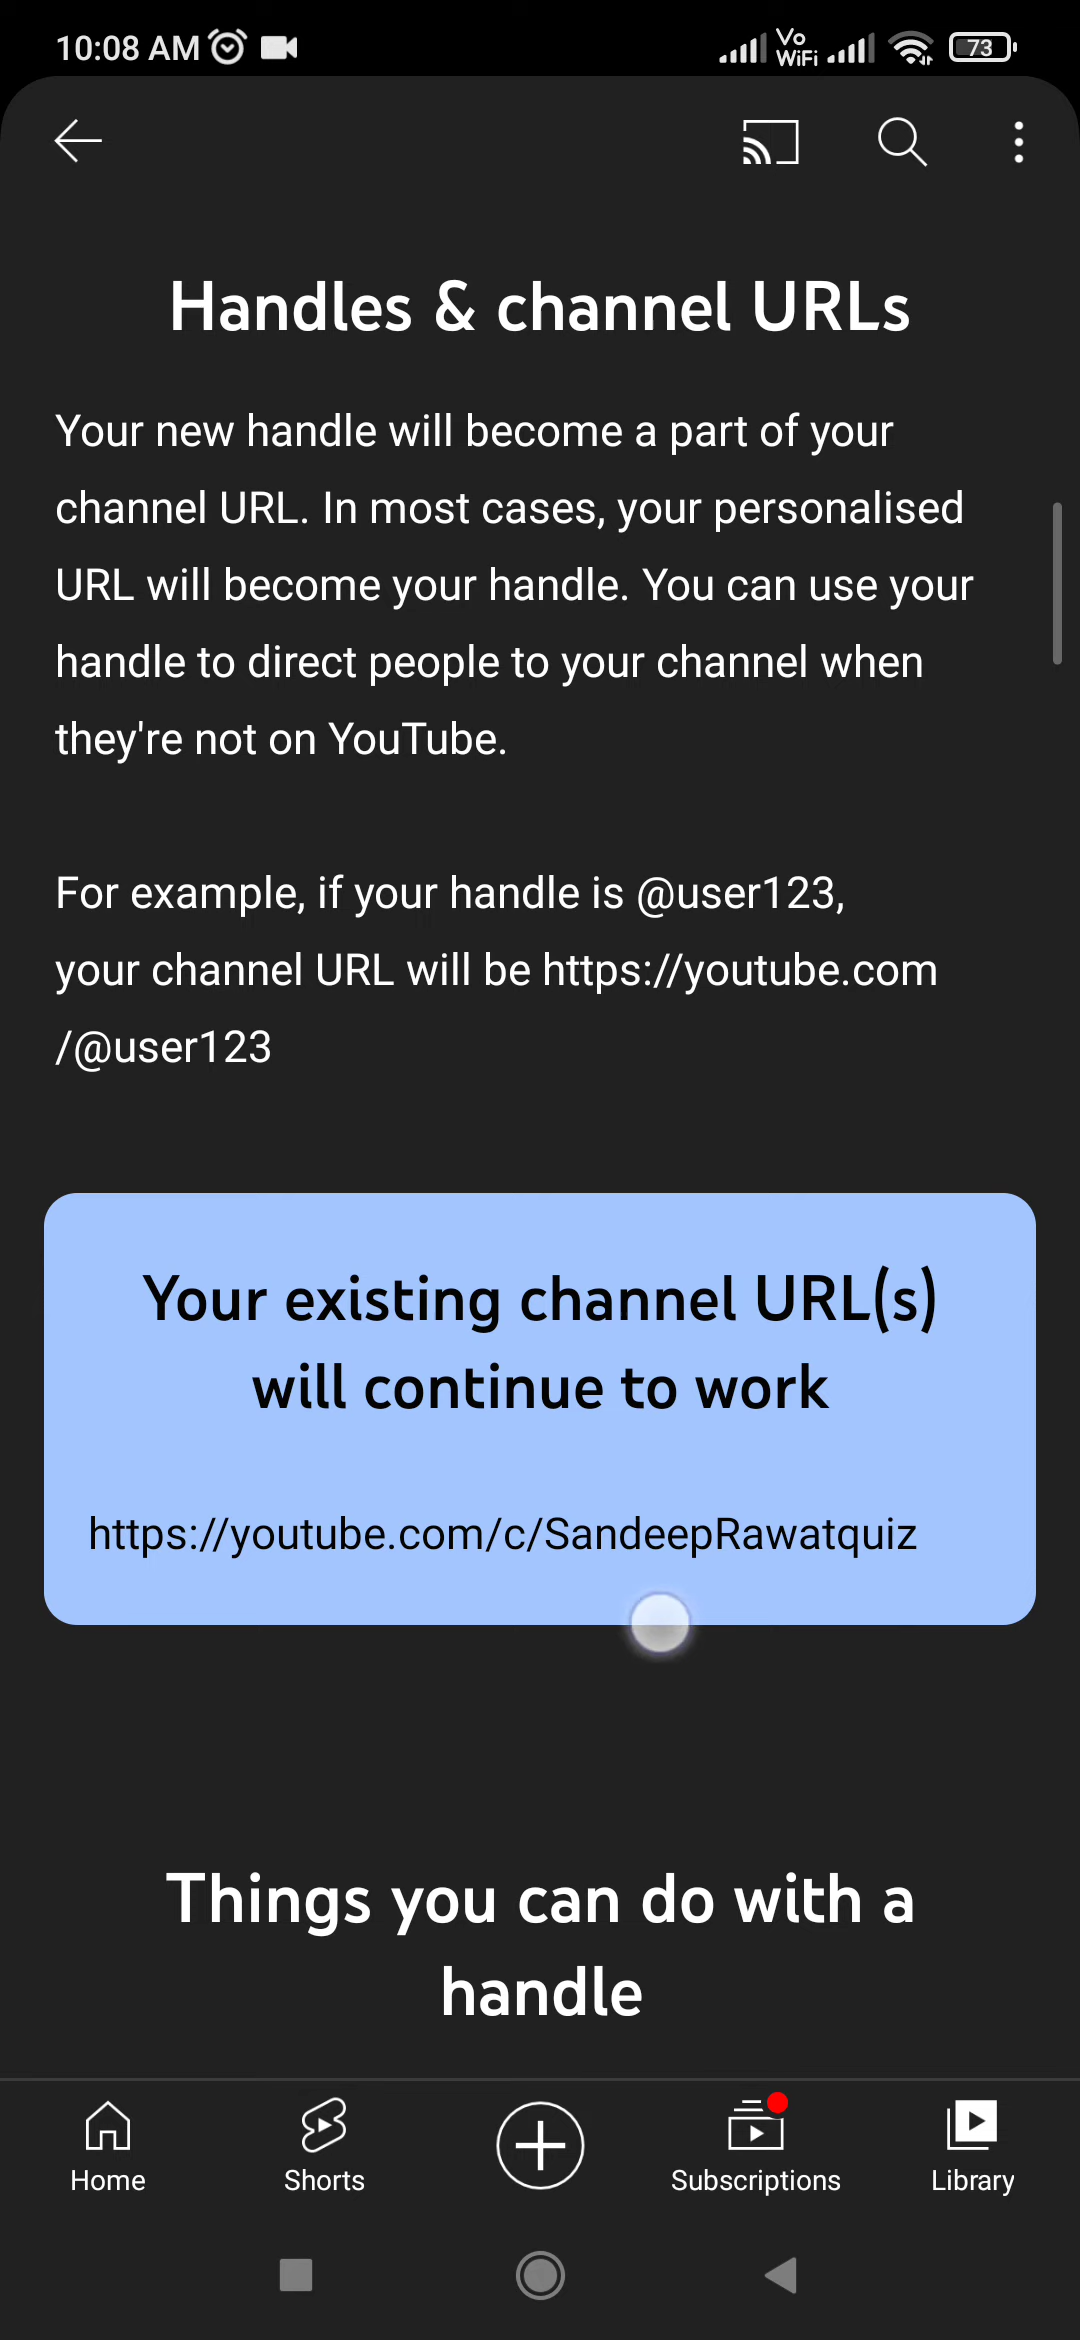 10:08 AM
Vo
WiFi
73
Handles & channel URLs
Your new handle will become a part of your
channel URL. In most cases, your personalised
URL will become your handle. You can use your
handle to direct people to your channel when
they're not on YouTube.
For example, if your handle is @user123,
your channel URL will be https://youtube.com
/@user123
Your existing channel URL(s)
will continue to work
https://youtube.com/c/SandeepRawatquiz
Things you can do with a
handle
Home
Shorts
Subscriptions
Library